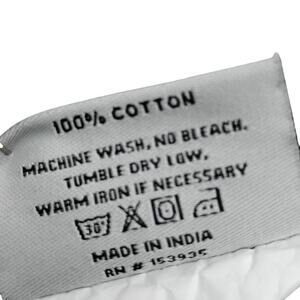 100% COTTON
MACHINE WASH, NO BLEACH.
TUMBLE DRY LOW,
WARM IRON IF NECESSARY
30°
MADE IN INDIA
RN # 153935